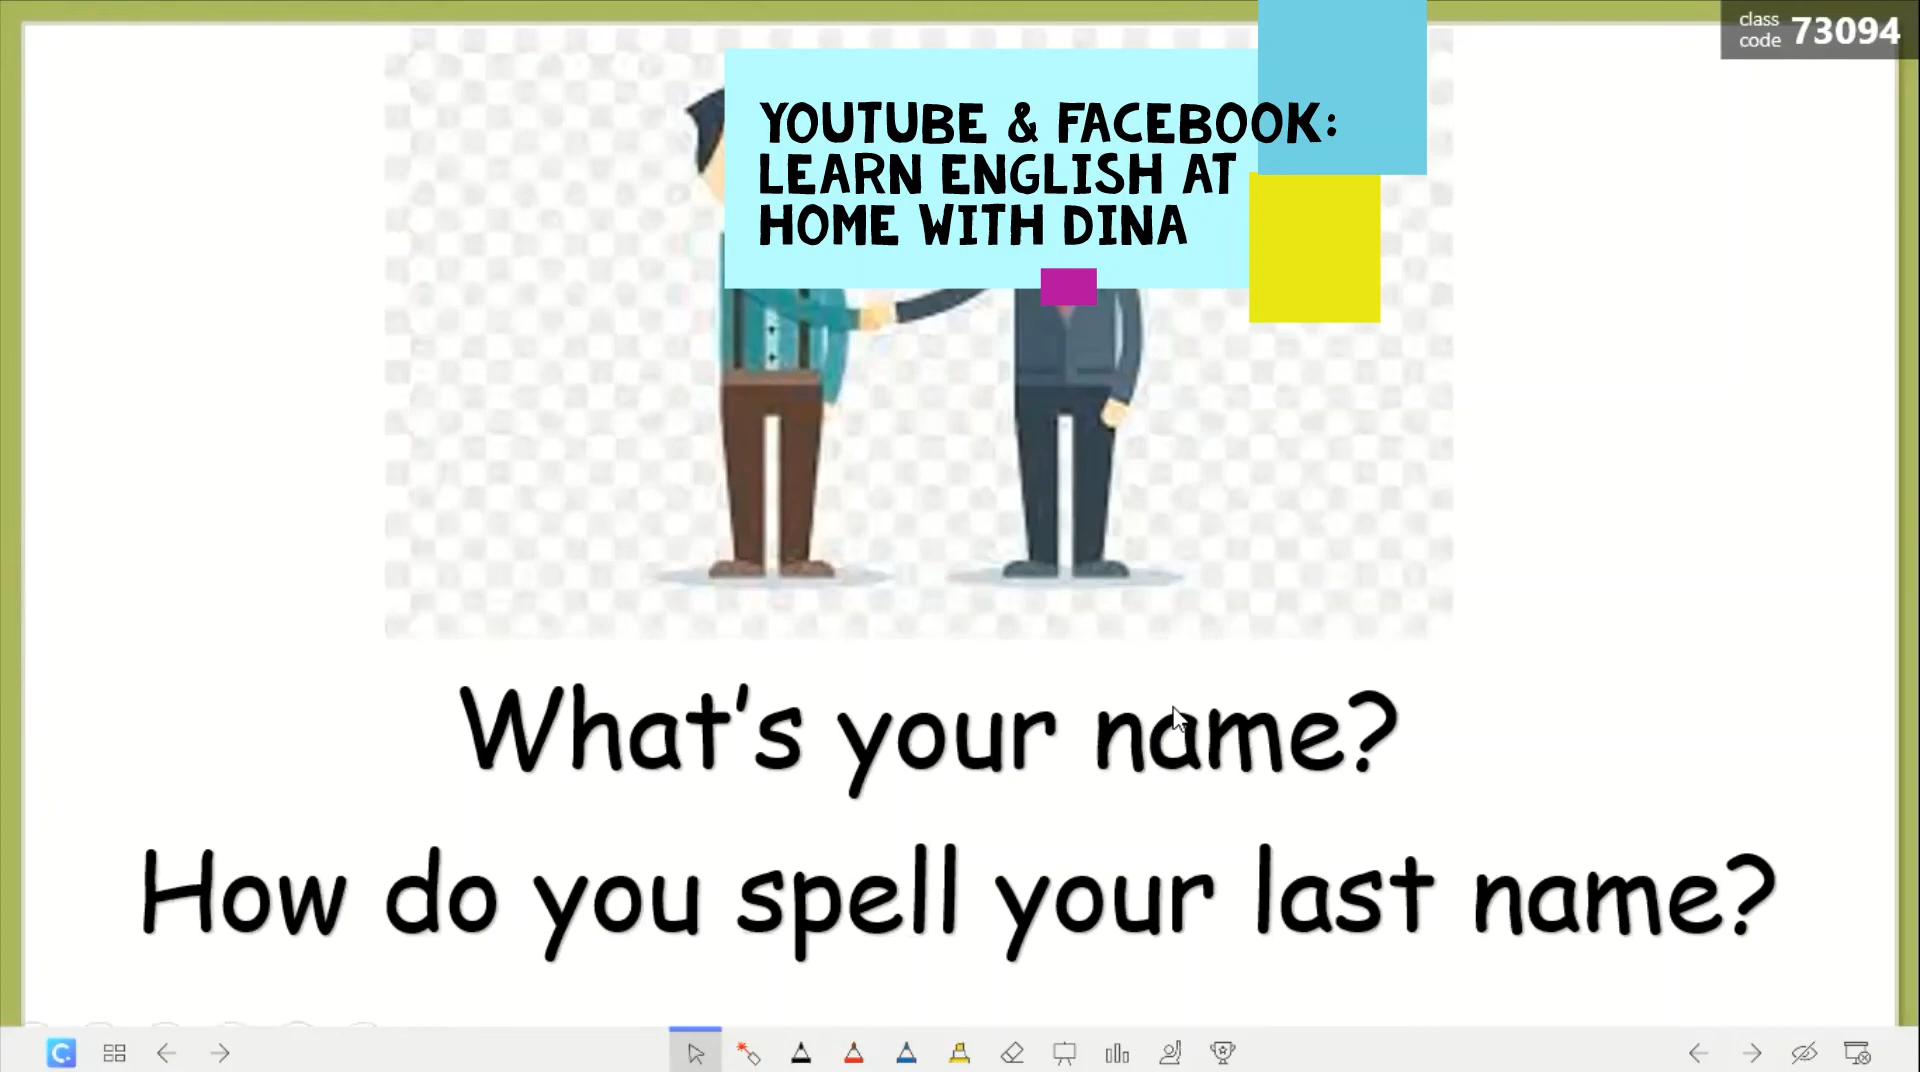 class
code 73094
YOUTUBE & FACEBOOK:
LEARN ENGLISH AT
HOME WITH DINA
What's your name?
How do you spell your last name?